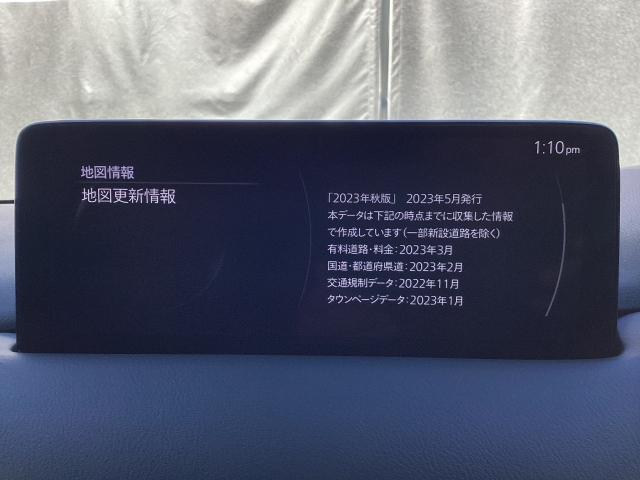 1:10pm
地図情報
地図更新情報
「2023年秋版」 2023年5月発行
本データは下記の時点までに収集した情報
で作成しています(一部新設道路を除く)
有料道路・料金:2023年3月
国道・都道府県道:2023年2月
交通規制データ:2022年11月
タウンページデータ:2023年1月